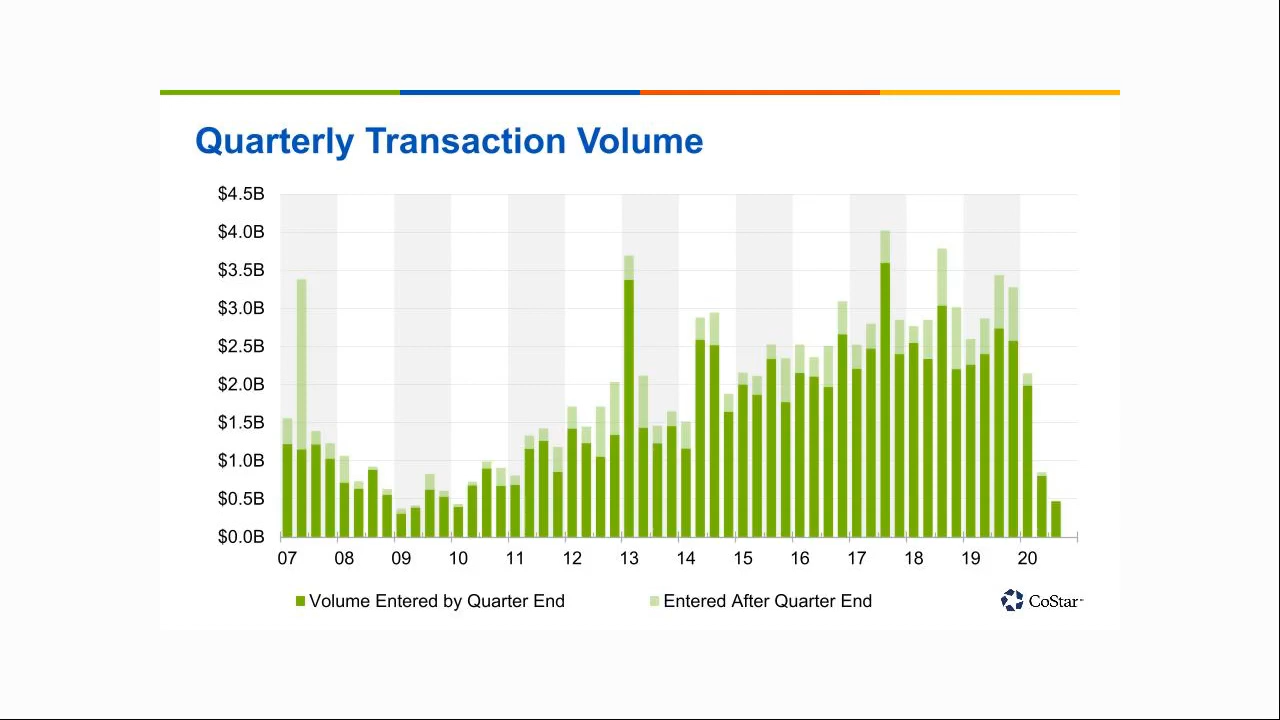 Quarterly Transaction Volume
$4.5B
$4.0B
$3.5B
$3.0B
$2.5B
$2.0B
$1.5B
$1.0B
$0.5B
$0.0B
07 08 09 10 11 12 13 14 15 16 17 18 19 20
Volume Entered by Quarter End Entered After Quarter End CoStar™